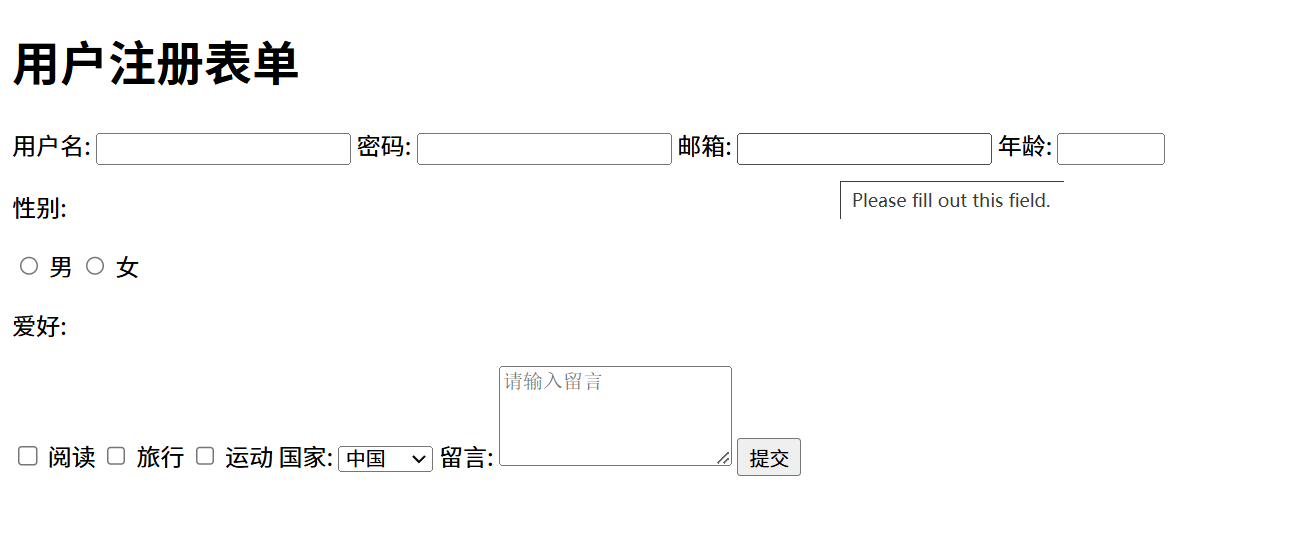 用户注册表单
用户名: 密码: 邮箱: 年龄:
Please fill out this field.
性别:
男 女
爱好:
请输入留言
阅读 旅行 运动 国家: 中国 留言: 提交